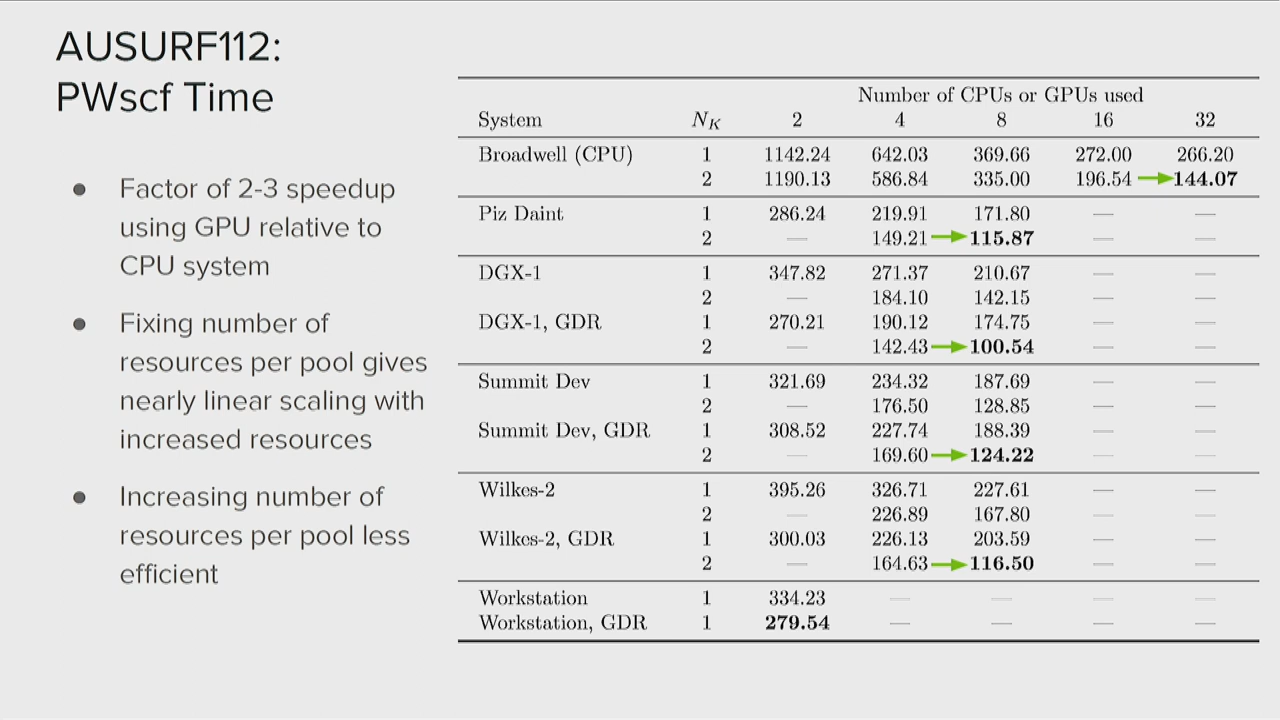 AUSURF112:
PWscf Time
● Factor of 2-3 speedup
using GPU relative to
CPU system
● Fixing number of
resources per pool gives
nearly linear scaling with
increased resources
● Increasing number of
resources per pool less
efficient
Number of CPUs or GPUs used
System N_K 2 4 8 16 32
Broadwell (CPU) 1 1142.24 642.03 369.66 272.00 266.20
2 1190.13 586.84 335.00 196.54 144.07
Piz Daint 1 286.24 219.91 171.80 — —
2 — 149.21 115.87 — —
DGX-1 1 347.82 271.37 210.67 — —
2 — 184.10 142.15 — —
DGX-1, GDR 1 270.21 190.12 174.75 — —
2 — 142.43 100.54 — —
Summit Dev 1 321.69 234.32 187.69 — —
2 — 176.50 128.85 — —
Summit Dev, GDR 1 308.52 227.74 188.39 — —
2 — 169.60 124.22 — —
Wilkes-2 1 395.26 326.71 227.61 — —
2 — 226.89 167.80 — —
Wilkes-2, GDR 1 300.03 226.13 203.59 — —
2 — 164.63 116.50 — —
Workstation 1 334.23 — — — —
Workstation, GDR 1 279.54 — — — —